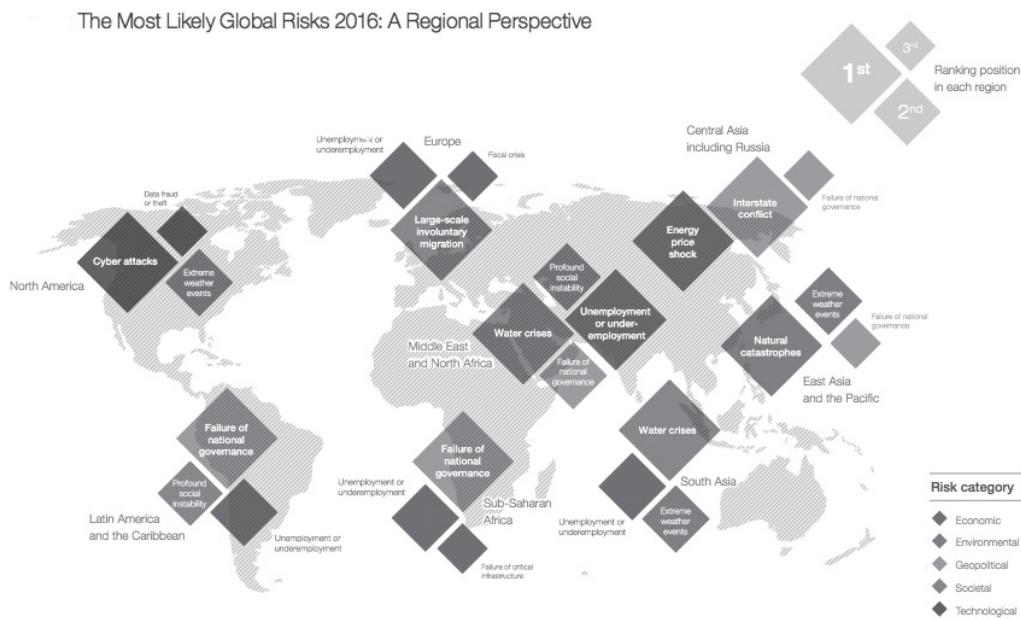 The Most Likely Global Risks 2016: A Regional Perspective
1st
3rd
2nd
Ranking position
in each region
North America
Cyber attacks
Data fraud
or theft
Extreme
weather
events
Europe
Unemployment or
underemployment
Fiscal crisis
Large-scale
involuntary
migration
Central Asia
including Russia
Energy
price
shock
Interstate
conflict
Failure of national
governance
Middle East
and North Africa
Water crises
Profound
social
instability
Unemployment
or under-
employment
Failure of
national
governance
East Asia
and the Pacific
Natural
catastrophes
Extreme
weather
events
Failure of national
governance
Latin America
and the Caribbean
Failure of
national
governance
Profound
social
instability
Unemployment or
underemployment
Sub-Saharan
Africa
Failure of
national
governance
Unemployment or
underemployment
Failure of critical
infrastructure
South Asia
Water crises
Unemployment or
underemployment
Extreme
weather
events
Risk category
Economic
Environmental
Geopolitical
Societal
Technological